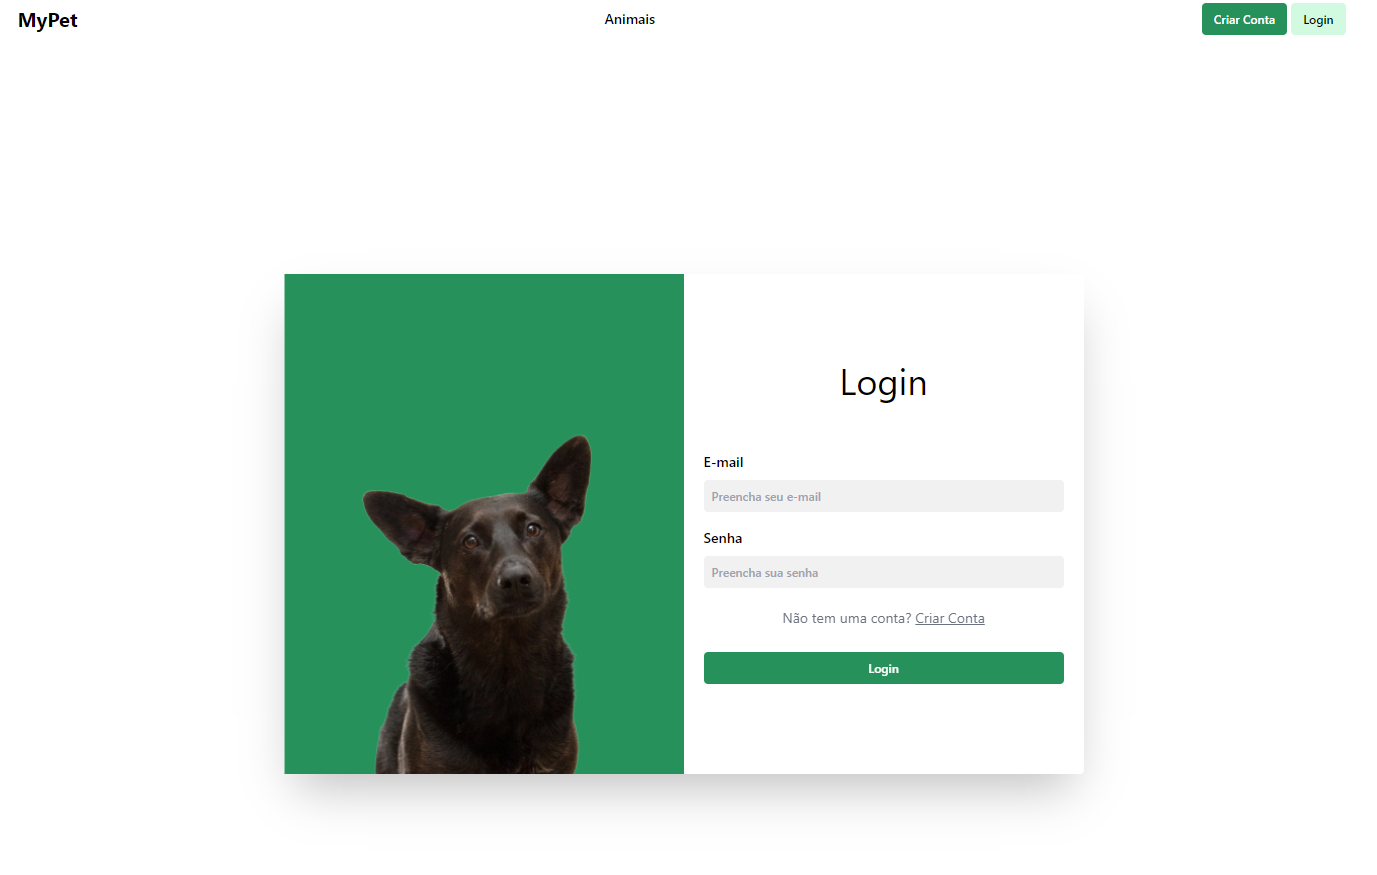 MyPet
Animais
Criar Conta
Login
Login
E-mail
Preencha seu e-mail
Senha
Preencha sua senha
Não tem uma conta? Criar Conta
Login